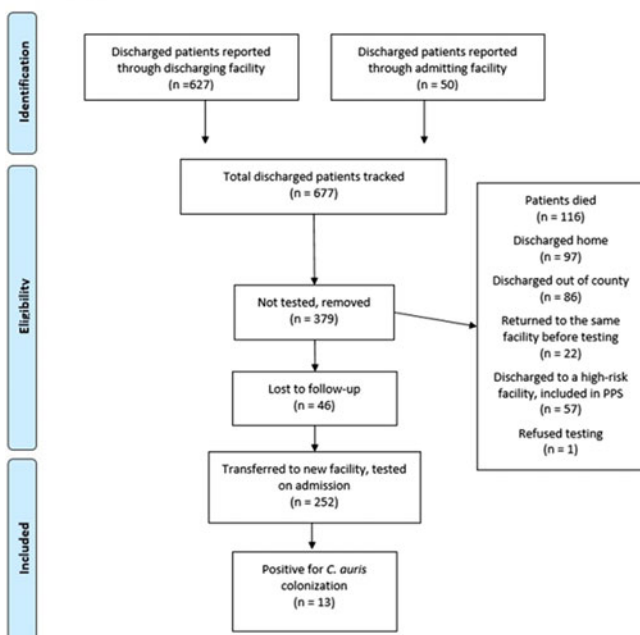 Identification
Discharged patients reported
through discharging facility
(n =627)
Discharged patients reported
through admitting facility
(n = 50)
Eligibility
Total discharged patients tracked
(n = 677)
Not tested, removed
(n = 379)
Patients died
(n = 116)
Discharged home
(n = 97)
Discharged out of county
(n = 86)
Returned to the same
facility before testing
(n = 22)
Discharged to a high-risk
facility, included in PPS
(n = 57)
Refused testing
(n = 1)
Lost to follow-up
(n = 46)
Included
Transferred to new facility, tested
on admission
(n = 252)
Positive for C. auris
colonization
(n = 13)